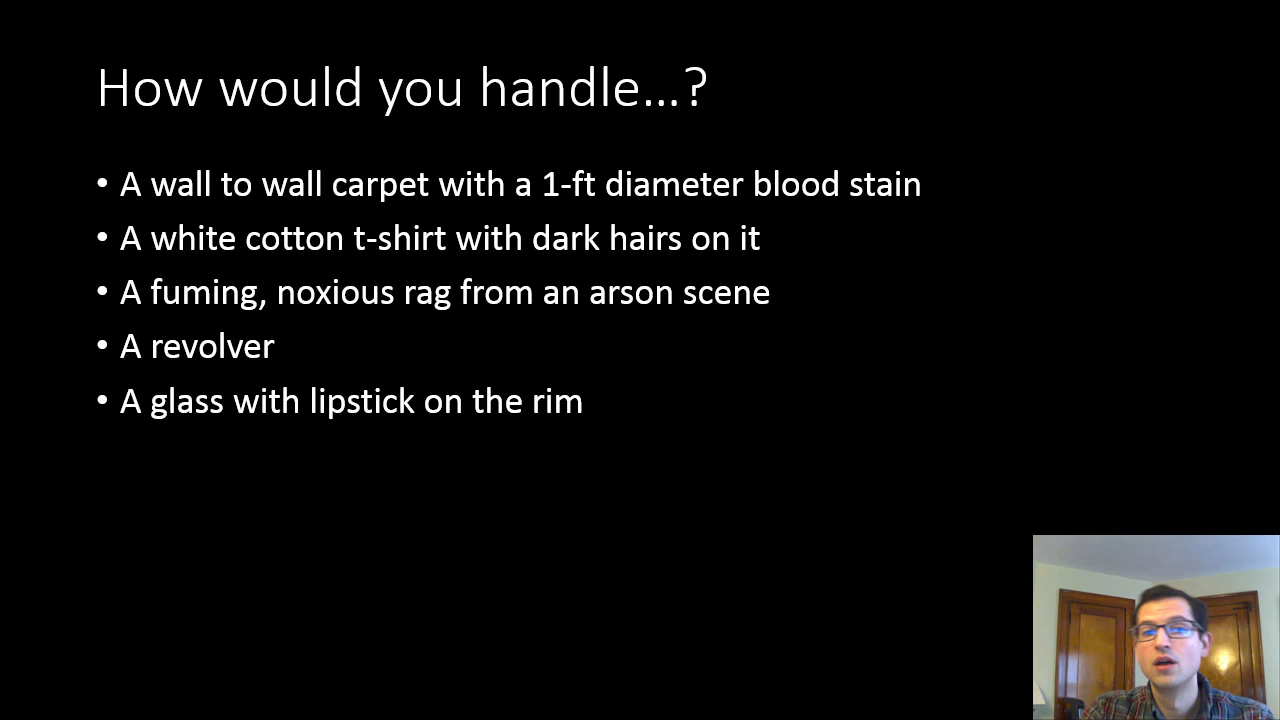 How would you handle...?
• A wall to wall carpet with a 1-ft diameter blood stain
• A white cotton t-shirt with dark hairs on it
• A fuming, noxious rag from an arson scene
• A revolver
• A glass with lipstick on the rim